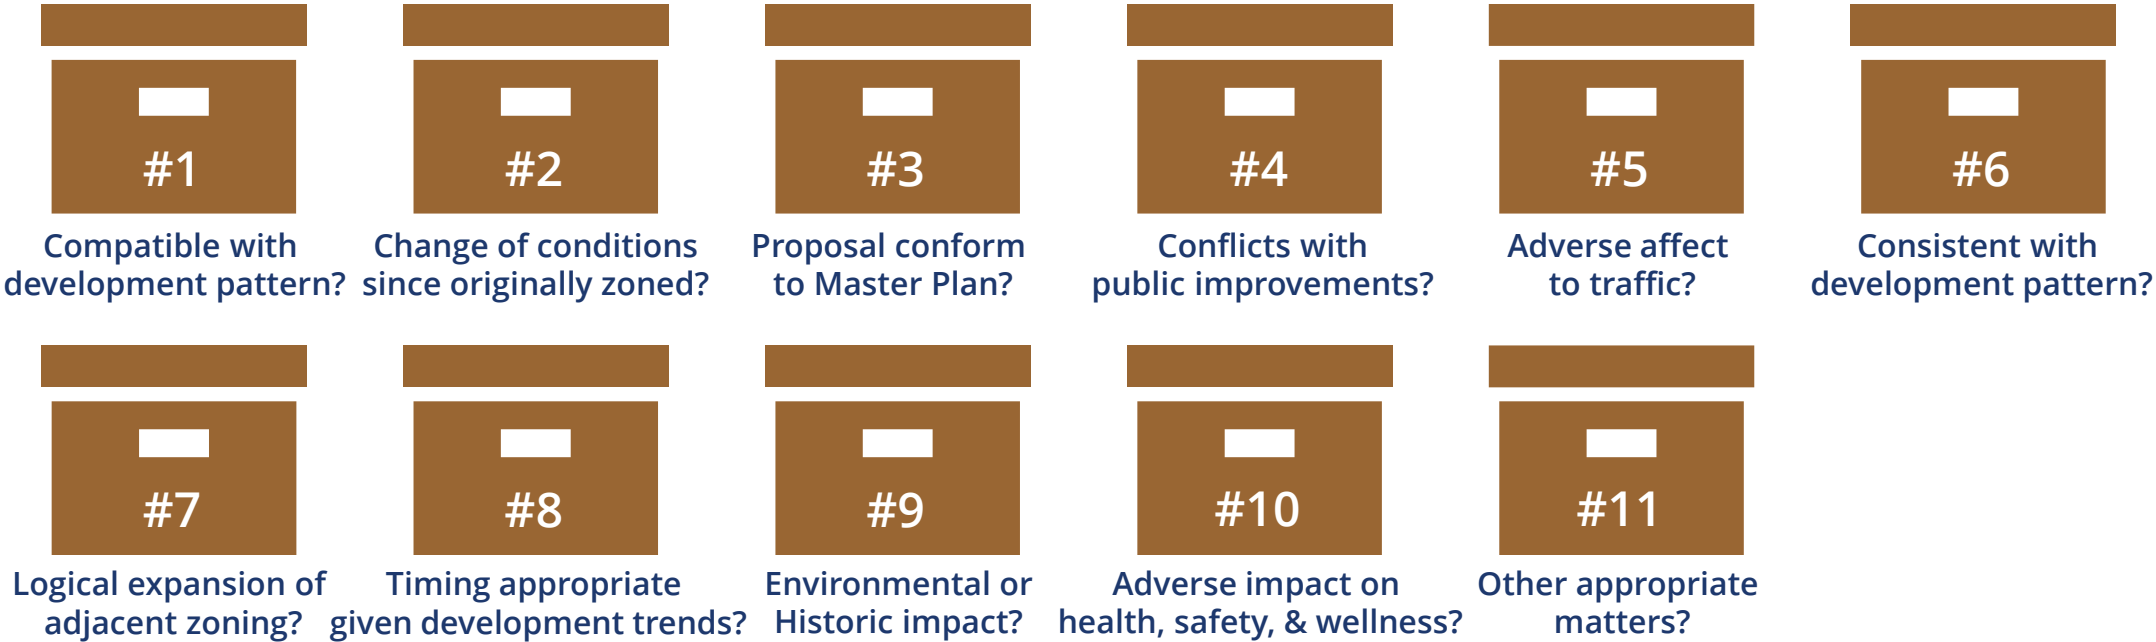 #1
Compatible with
development pattern?
#2
Change of conditions
since originally zoned?
#3
Proposal conform
to Master Plan?
#4
Conflicts with
public improvements?
#5
Adverse affect
to traffic?
#6
Consistent with
development pattern?
#7
Logical expansion of
adjacent zoning?
#8
Timing appropriate
given development trends?
#9
Environmental or
Historic impact?
#10
Adverse impact on
health, safety, & wellness?
#11
Other appropriate
matters?